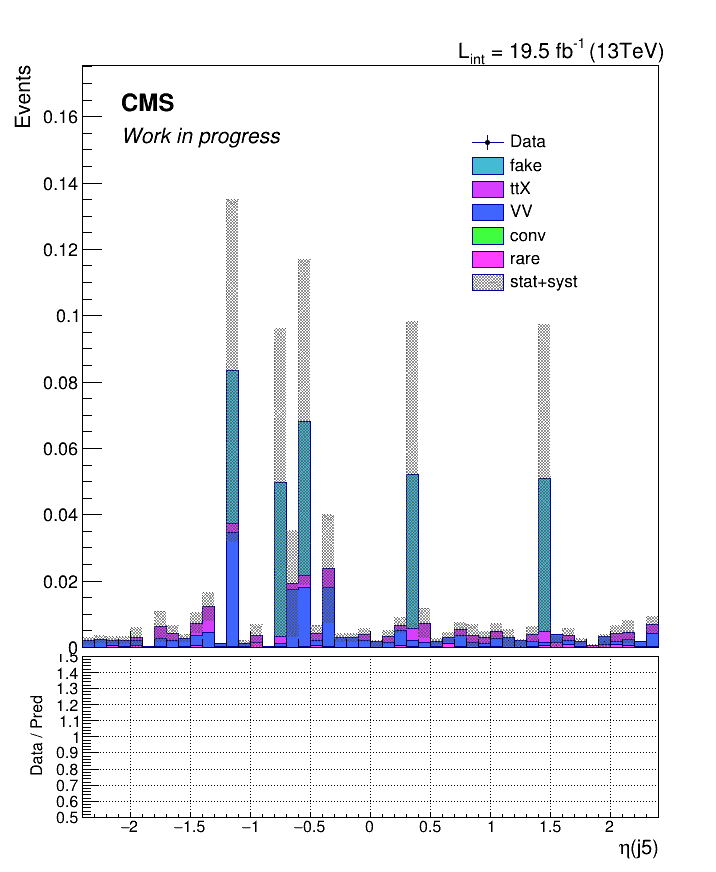 L_int = 19.5 fb^-1 (13TeV)
Events
CMS
Work in progress
Data
fake
ttX
VV
conv
rare
stat+syst
0.16
0.14
0.12
0.1
0.08
0.06
0.04
0.02
0
Data / Pred
1.5
1.4
1.3
1.2
1.1
1
0.9
0.8
0.7
0.6
0.5
−2 −1.5 −1 −0.5 0 0.5 1 1.5 2
η(j5)